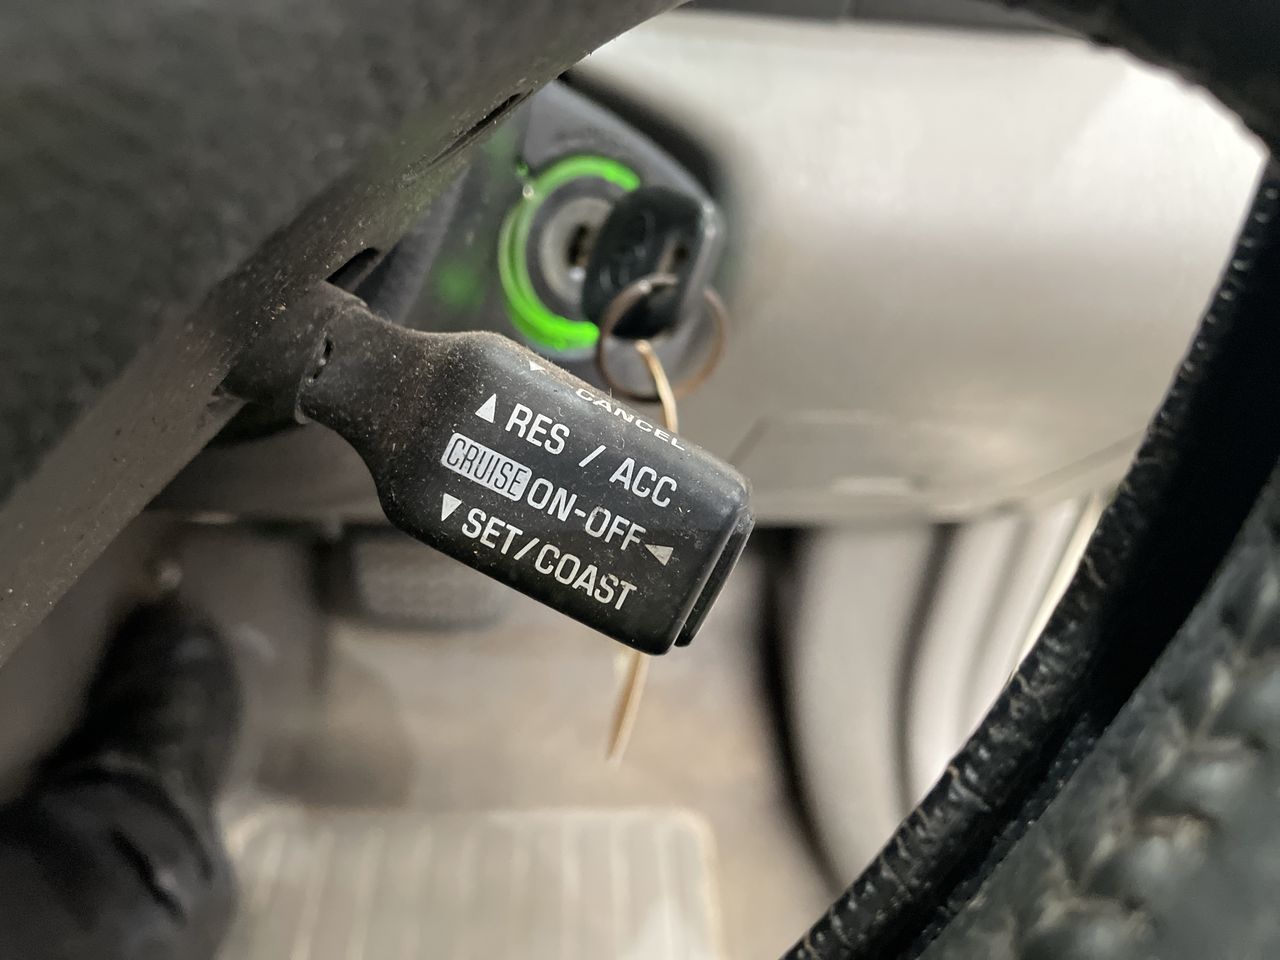 CANCEL
▲ RES / ACC
CRUISE ON-OFF ◀
▼ SET/COAST